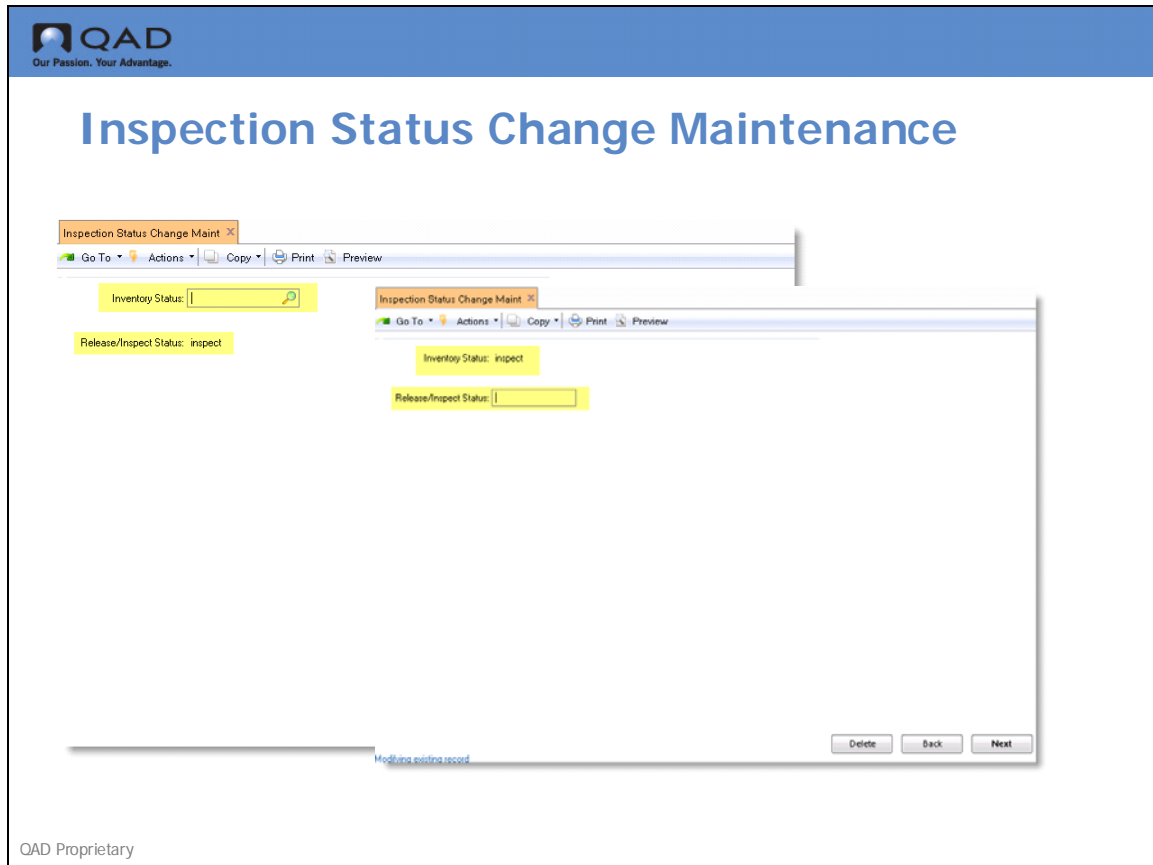 QAD
Our Passion. Your Advantage.
Inspection Status Change Maintenance
Inspection Status Change Maint
Go To Actions Copy Print Preview
Inventory Status:
Release/Inspect Status: inspect
Inspection Status Change Maint
Go To Actions Copy Print Preview
Inventory Status: inspect
Release/Inspect Status:
Delete Back Next
Modifying existing record
QAD Proprietary